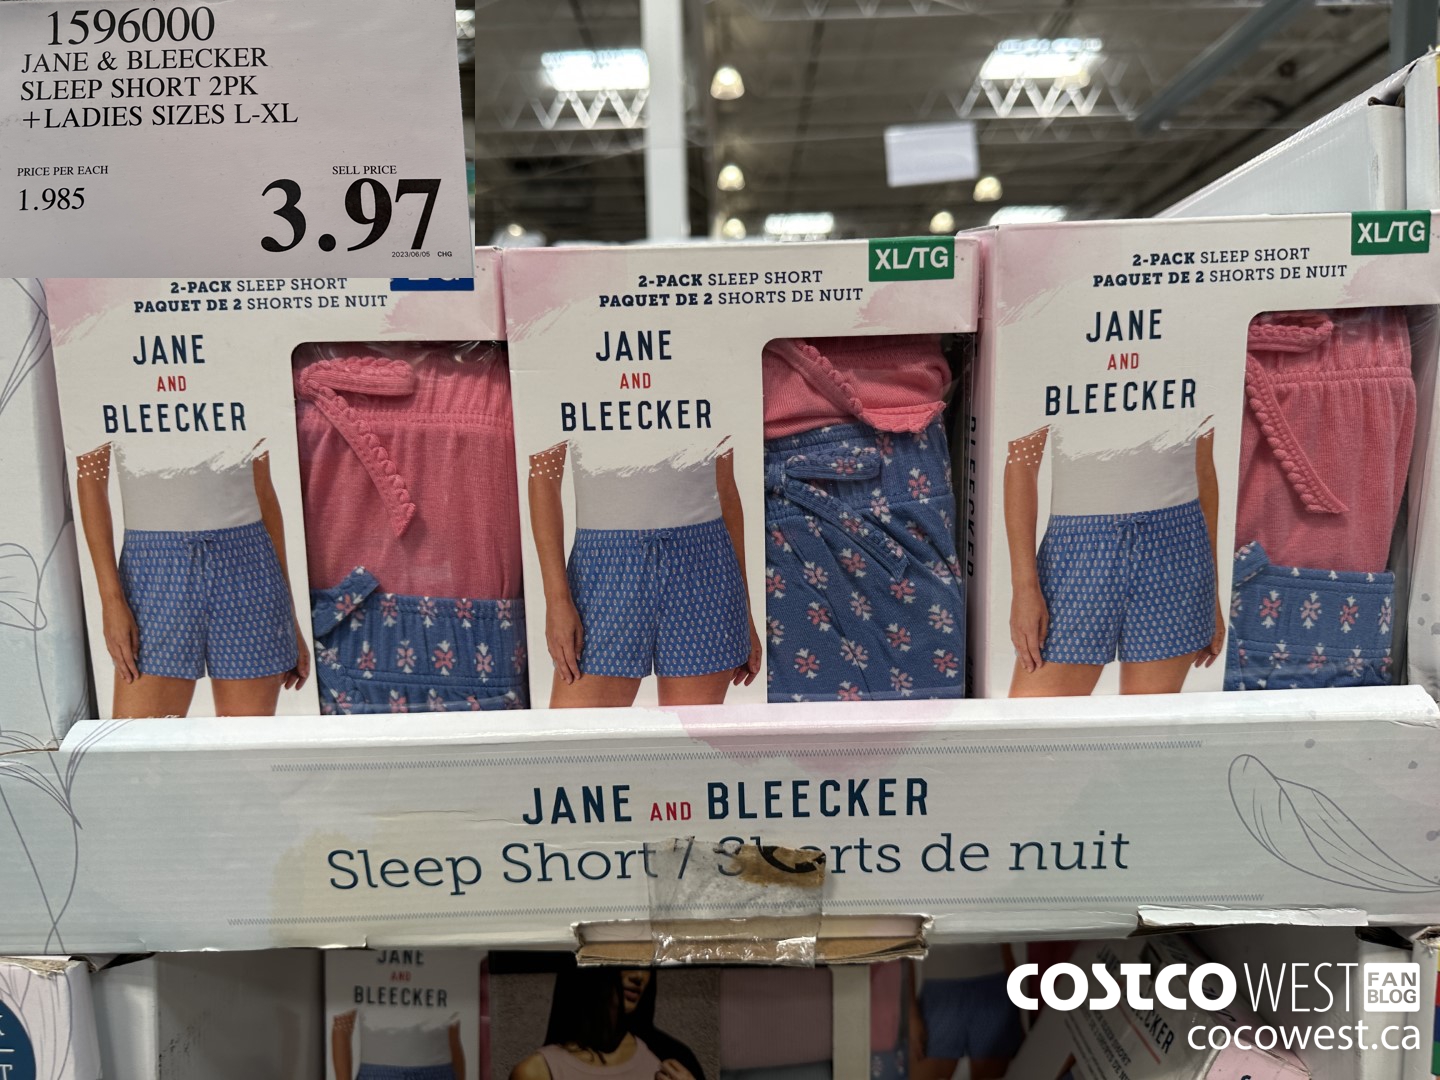 1596000
JANE & BLEECKER
SLEEP SHORT 2PK
+LADIES SIZES L-XL
PRICE PER EACH
1.985
SELL PRICE
3.97
2023/06/05 CHG
2-PACK SLEEP SHORT
PAQUET DE 2 SHORTS DE NUIT
JANE
AND
BLEECKER
XL/TG
2-PACK SLEEP SHORT
PAQUET DE 2 SHORTS DE NUIT
JANE
AND
BLEECKER
XL/TG
2-PACK SLEEP SHORT
PAQUET DE 2 SHORTS DE NUIT
JANE
AND
BLEECKER
JANE AND BLEECKER
Sleep Short / Shorts de nuit
JANE
AND
BLEECKER
COSTCO WEST FAN BLOG
cocowest.ca